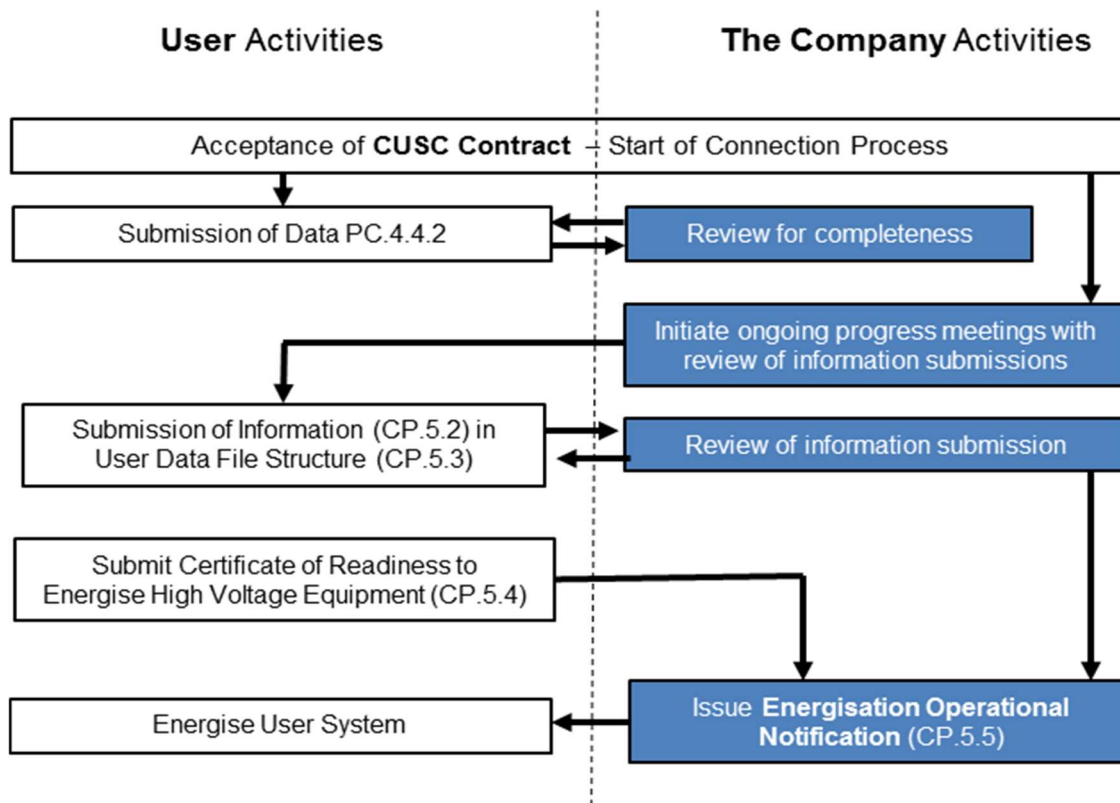 User Activities
The Company Activities
Acceptance of CUSC Contract – Start of Connection Process
Submission of Data PC.4.4.2
Review for completeness
Initiate ongoing progress meetings with
review of information submissions
Submission of Information (CP.5.2) in
User Data File Structure (CP.5.3)
Review of information submission
Submit Certificate of Readiness to
Energise High Voltage Equipment (CP.5.4)
Energise User System
Issue Energisation Operational
Notification (CP.5.5)